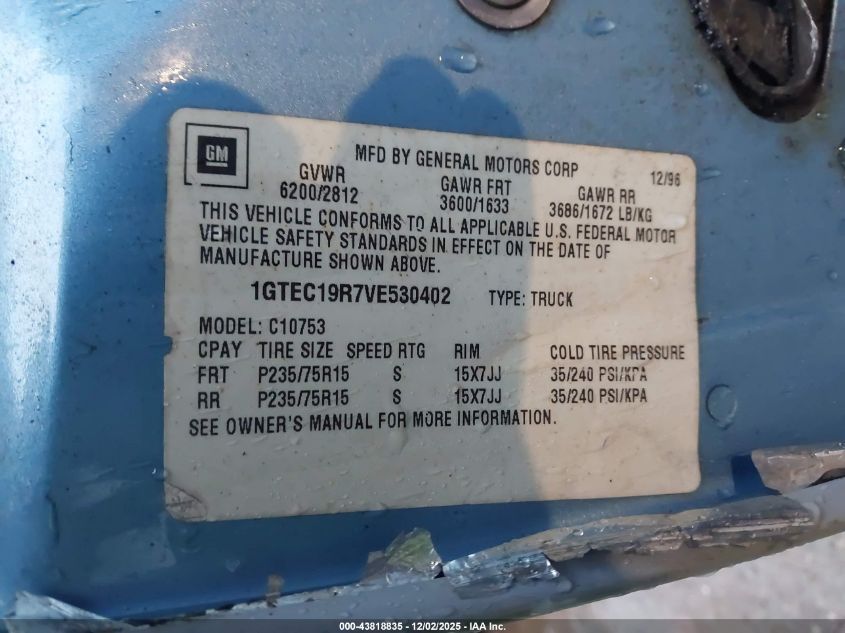 GM
MFD BY GENERAL MOTORS CORP 12/96
GVWR GAWR FRT GAWR RR
6200/2812 3600/1633 3686/1672 LB/KG
THIS VEHICLE CONFORMS TO ALL APPLICABLE U.S. FEDERAL MOTOR
VEHICLE SAFETY STANDARDS IN EFFECT ON THE DATE OF
MANUFACTURE SHOWN ABOVE.
1GTEC19R7VE530402 TYPE: TRUCK
MODEL: C10753
CPAY TIRE SIZE SPEED RTG RIM COLD TIRE PRESSURE
FRT P235/75R15 S 15X7JJ 35/240 PSI/KPA
RR P235/75R15 S 15X7JJ 35/240 PSI/KPA
SEE OWNER'S MANUAL FOR MORE INFORMATION.
000-43818835 - 12/02/2025 - IAA Inc.